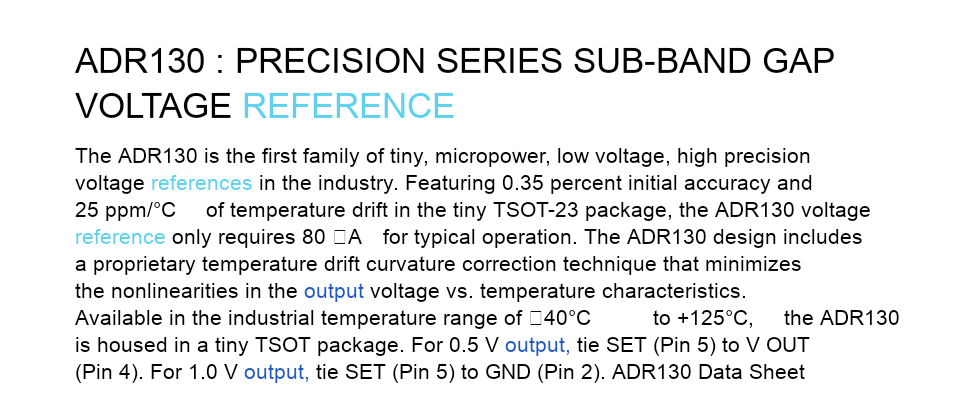 ADR130 : PRECISION SERIES SUB-BAND GAP
VOLTAGE REFERENCE
The ADR130 is the first family of tiny, micropower, low voltage, high precision
voltage references in the industry. Featuring 0.35 percent initial accuracy and
25 ppm/°C of temperature drift in the tiny TSOT-23 package, the ADR130 voltage
reference only requires 80 □A for typical operation. The ADR130 design includes
a proprietary temperature drift curvature correction technique that minimizes
the nonlinearities in the output voltage vs. temperature characteristics.
Available in the industrial temperature range of □40°C to +125°C, the ADR130
is housed in a tiny TSOT package. For 0.5 V output, tie SET (Pin 5) to V OUT
(Pin 4). For 1.0 V output, tie SET (Pin 5) to GND (Pin 2). ADR130 Data Sheet